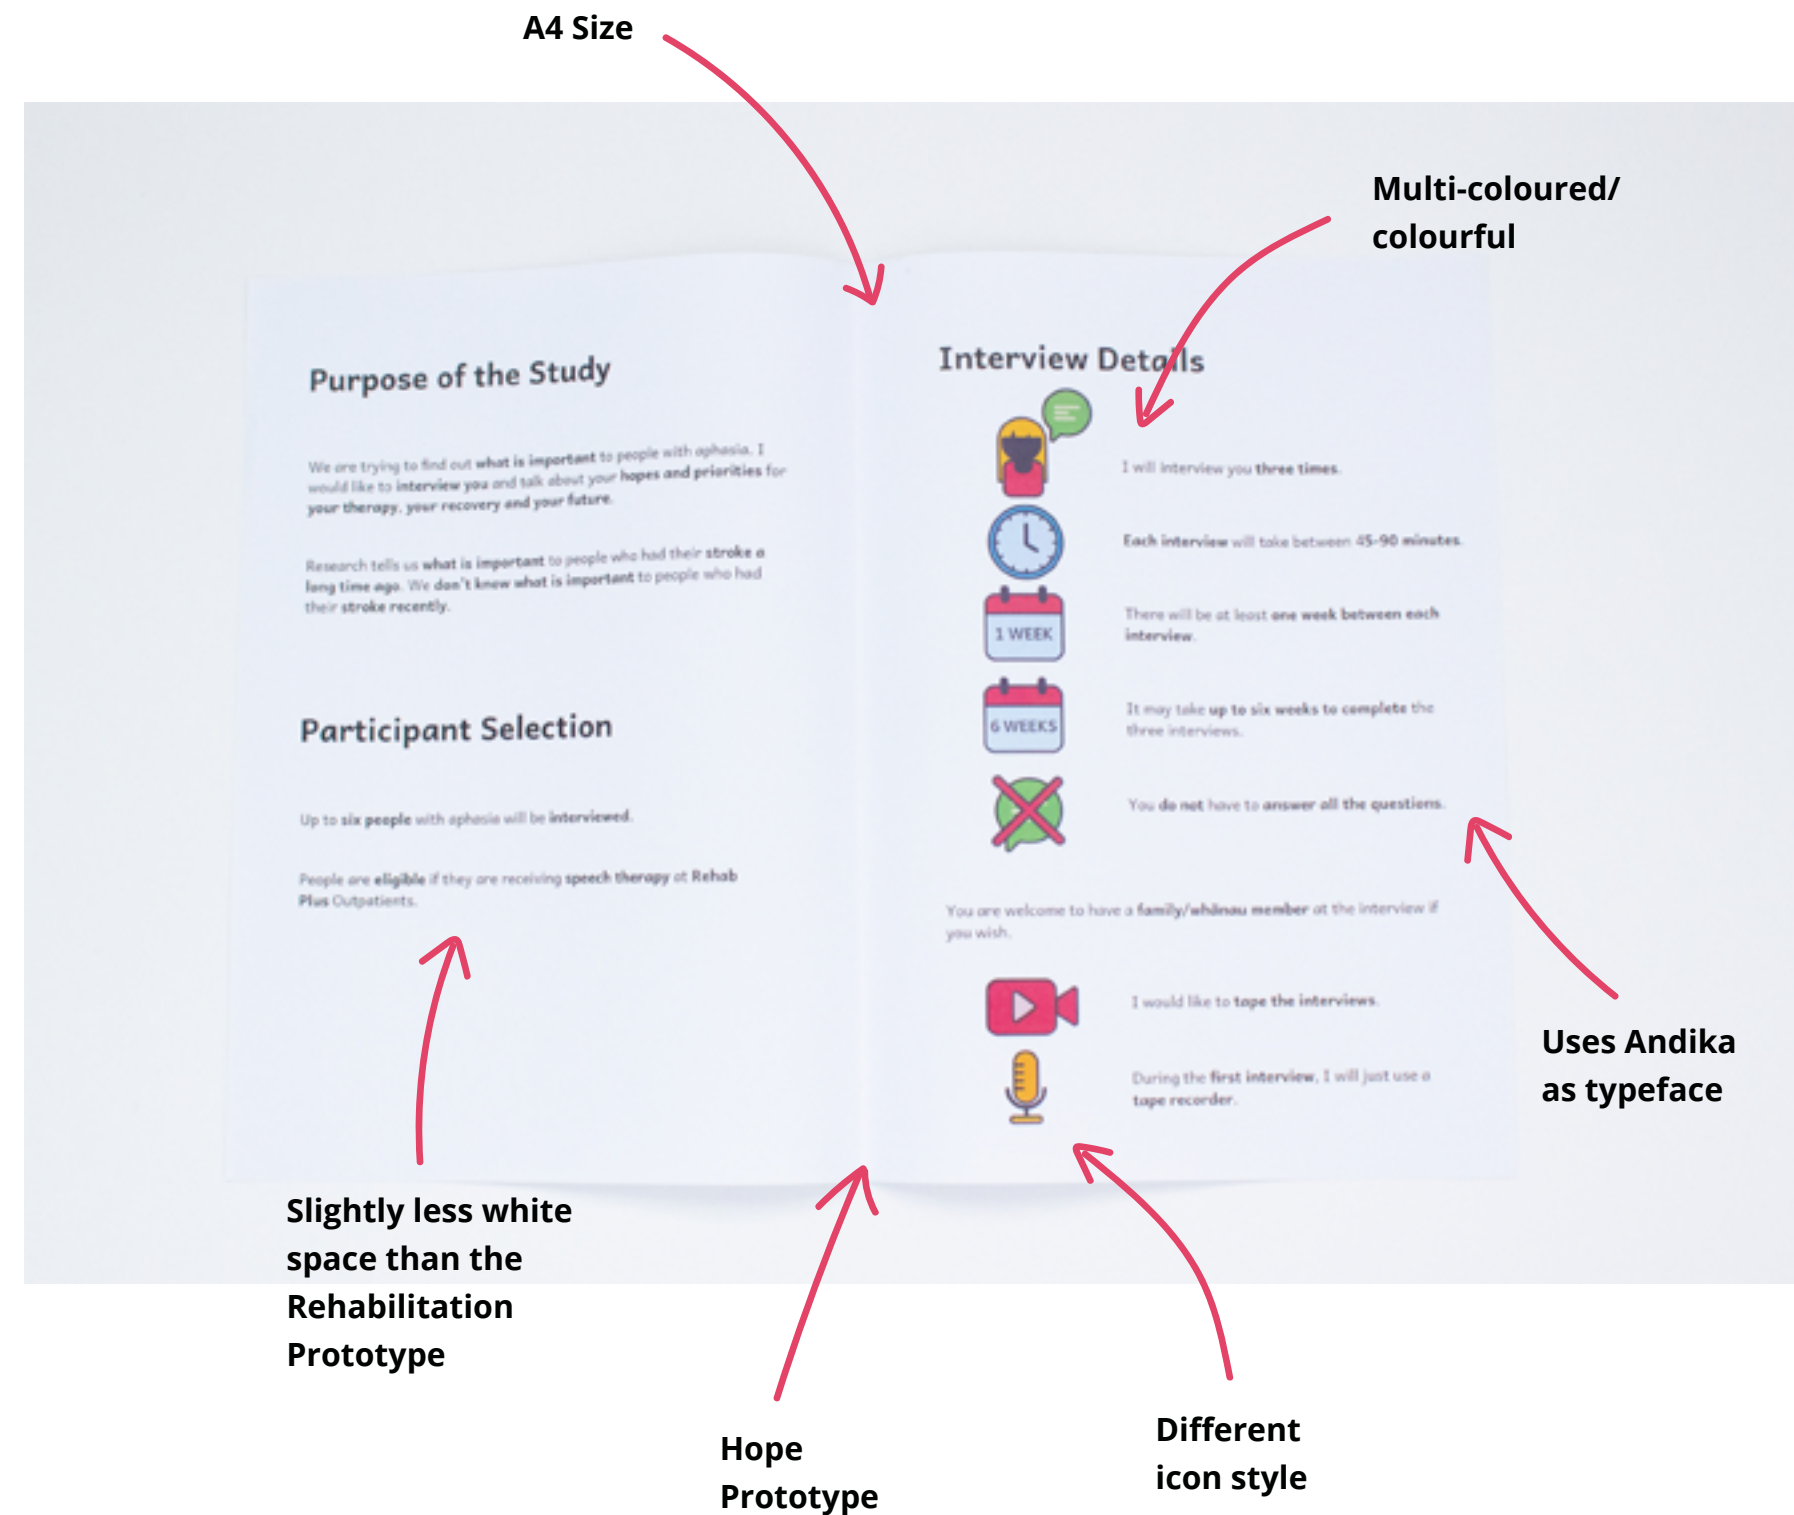 A4 Size
Multi-coloured/
colourful
Purpose of the Study
We are trying to find out what is important to people with aphasia. I
would like to interview you and talk about your hopes and priorities for
your therapy, your recovery and your future.
Research tells us what is important to people who had their stroke a
long time ago. We don't know what is important to people who had
their stroke recently.
Participant Selection
Up to six people with aphasia will be interviewed.
People are eligible if they are receiving speech therapy at Rehab
Plus Outpatients.
Interview Details
I will interview you three times.
Each interview will take between 45-90 minutes.
1 WEEK
There will be at least one week between each
interview.
6 WEEKS
It may take up to six weeks to complete the
three interviews.
You do not have to answer all the questions.
You are welcome to have a family/whānau member at the interview if
you wish.
I would like to tape the interviews.
During the first interview, I will just use a
tape recorder.
Uses Andika
as typeface
Slightly less white
space than the
Rehabilitation
Prototype
Hope
Prototype
Different
icon style